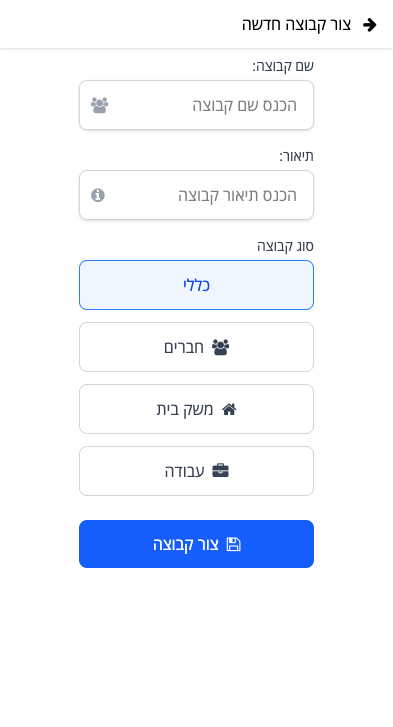 צור קבוצה חדשה
שם קבוצה:
הכנס שם קבוצה
תיאור:
הכנס תיאור קבוצה
סוג קבוצה
כללי
חברים
משק בית
עבודה
צור קבוצה